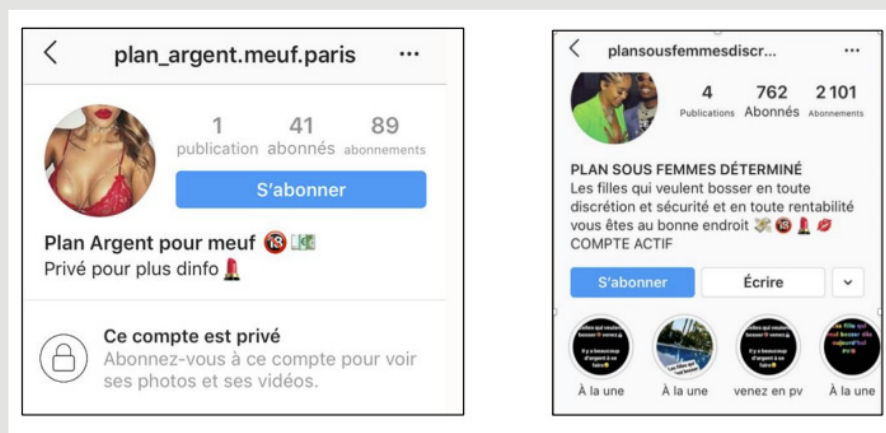 plan_argent.meuf.paris
1 41 89
publication abonnés abonnements
S'abonner
Plan Argent pour meuf 🔞 💵
Privé pour plus dinfo 💄
Ce compte est privé
Abonnez-vous à ce compte pour voir
ses photos et ses vidéos.
plansousfemmesdiscr...
4 762 2 101
Publications Abonnés Abonnements
PLAN SOUS FEMMES DÉTERMINÉ
Les filles qui veulent bosser en toute
discrétion et sécurité et en toute rentabilité
vous êtes au bonne endroit 💸 🔞 💄 💋
COMPTE ACTIF
S'abonner Écrire
À la une À la une venez en pv À la une